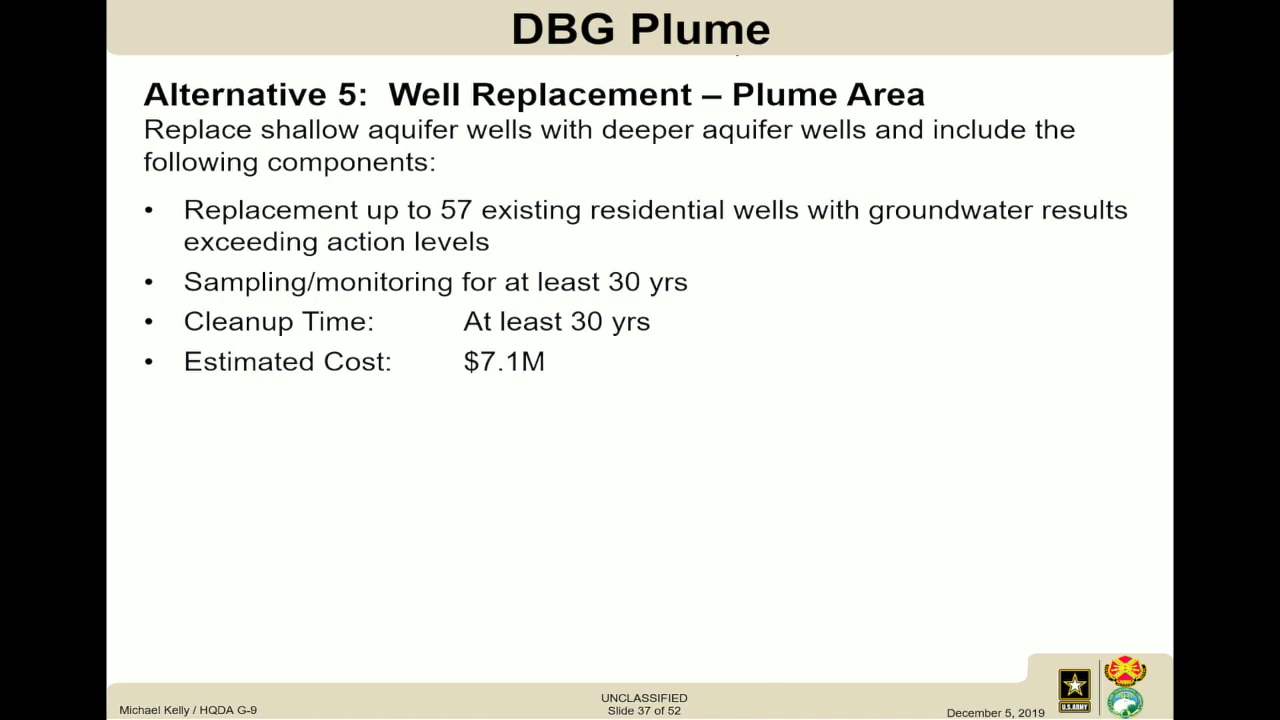 DBG Plume
Alternative 5: Well Replacement – Plume Area
Replace shallow aquifer wells with deeper aquifer wells and include the
following components:
• Replacement up to 57 existing residential wells with groundwater results
exceeding action levels
• Sampling/monitoring for at least 30 yrs
• Cleanup Time: At least 30 yrs
• Estimated Cost: $7.1M
Michael Kelly / HQDA G-9
UNCLASSIFIED
Slide 37 of 52
December 5, 2019
U.S.ARMY